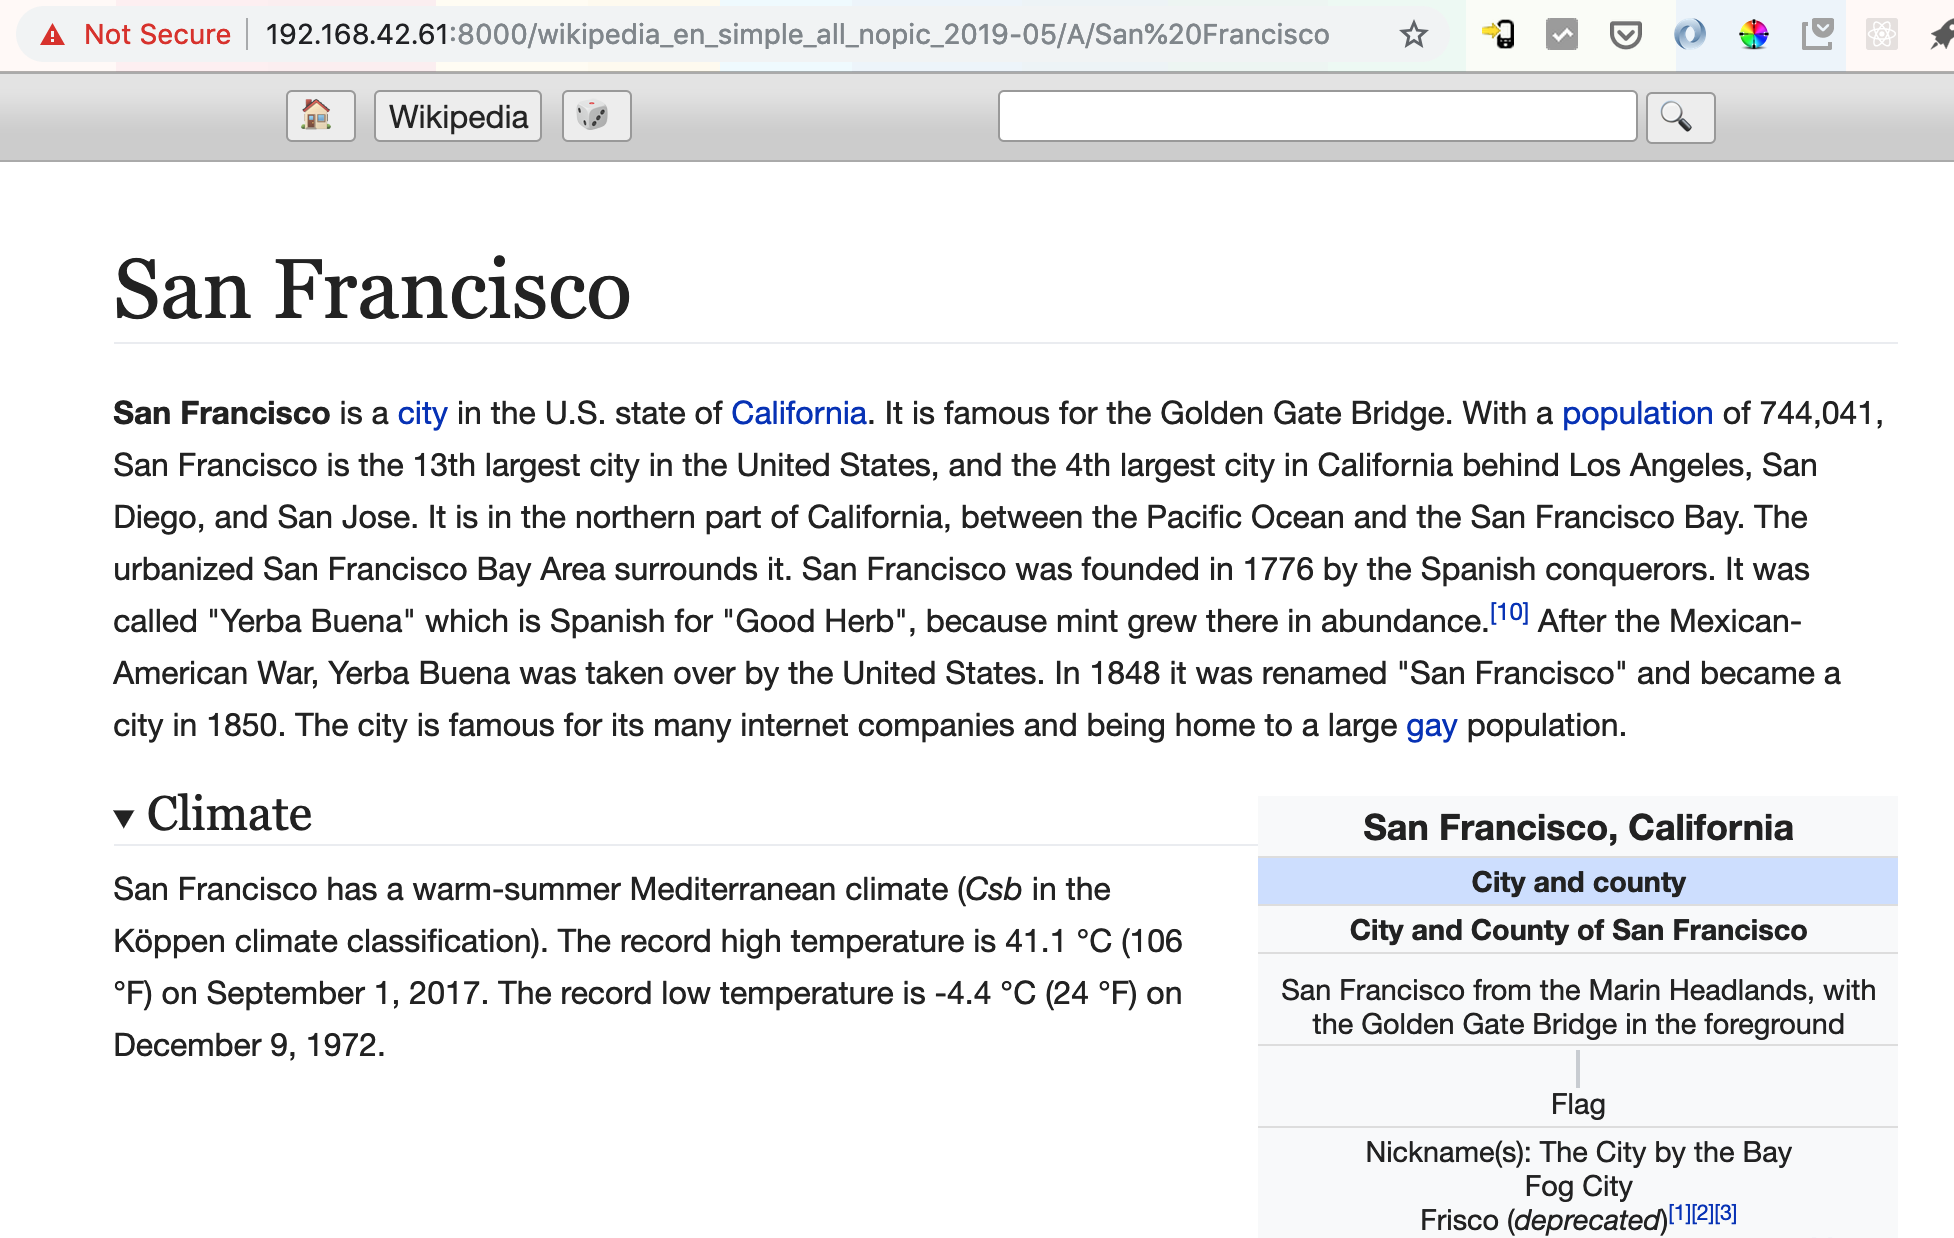 Not Secure 192.168.42.61:8000/wikipedia_en_simple_all_nopic_2019-05/A/San%20Francisco
Wikipedia
San Francisco
San Francisco is a city in the U.S. state of California. It is famous for the Golden Gate Bridge. With a population of 744,041,
San Francisco is the 13th largest city in the United States, and the 4th largest city in California behind Los Angeles, San
Diego, and San Jose. It is in the northern part of California, between the Pacific Ocean and the San Francisco Bay. The
urbanized San Francisco Bay Area surrounds it. San Francisco was founded in 1776 by the Spanish conquerors. It was
called "Yerba Buena" which is Spanish for "Good Herb", because mint grew there in abundance.[10] After the Mexican-
American War, Yerba Buena was taken over by the United States. In 1848 it was renamed "San Francisco" and became a
city in 1850. The city is famous for its many internet companies and being home to a large gay population.
Climate
San Francisco has a warm-summer Mediterranean climate (Csb in the
Köppen climate classification). The record high temperature is 41.1 °C (106
°F) on September 1, 2017. The record low temperature is -4.4 °C (24 °F) on
December 9, 1972.
San Francisco, California
City and county
City and County of San Francisco
San Francisco from the Marin Headlands, with
the Golden Gate Bridge in the foreground
Flag
Nickname(s): The City by the Bay
Fog City
Frisco (deprecated)[1][2][3]